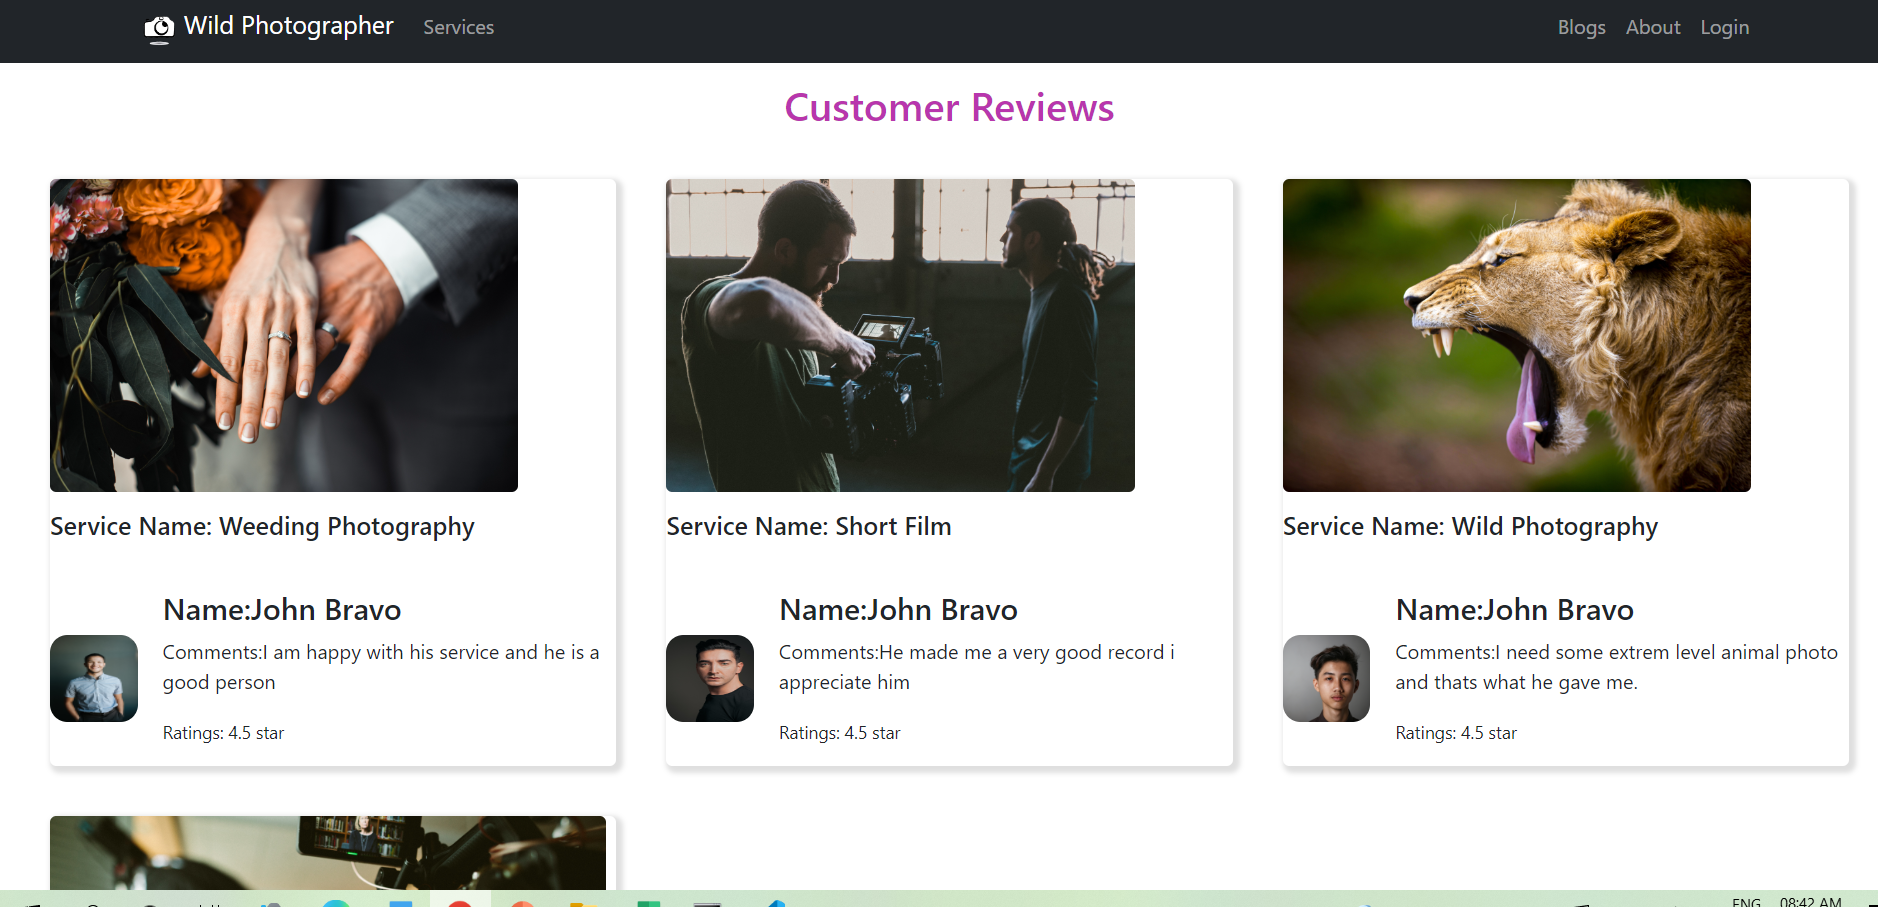 Wild Photographer Services Blogs About Login
Customer Reviews
Service Name: Weeding Photography
Name:John Bravo
Comments:I am happy with his service and he is a
good person
Ratings: 4.5 star
Service Name: Short Film
Name:John Bravo
Comments:He made me a very good record i
appreciate him
Ratings: 4.5 star
Service Name: Wild Photography
Name:John Bravo
Comments:I need some extrem level animal photo
and thats what he gave me.
Ratings: 4.5 star
ENG 08:42 AM